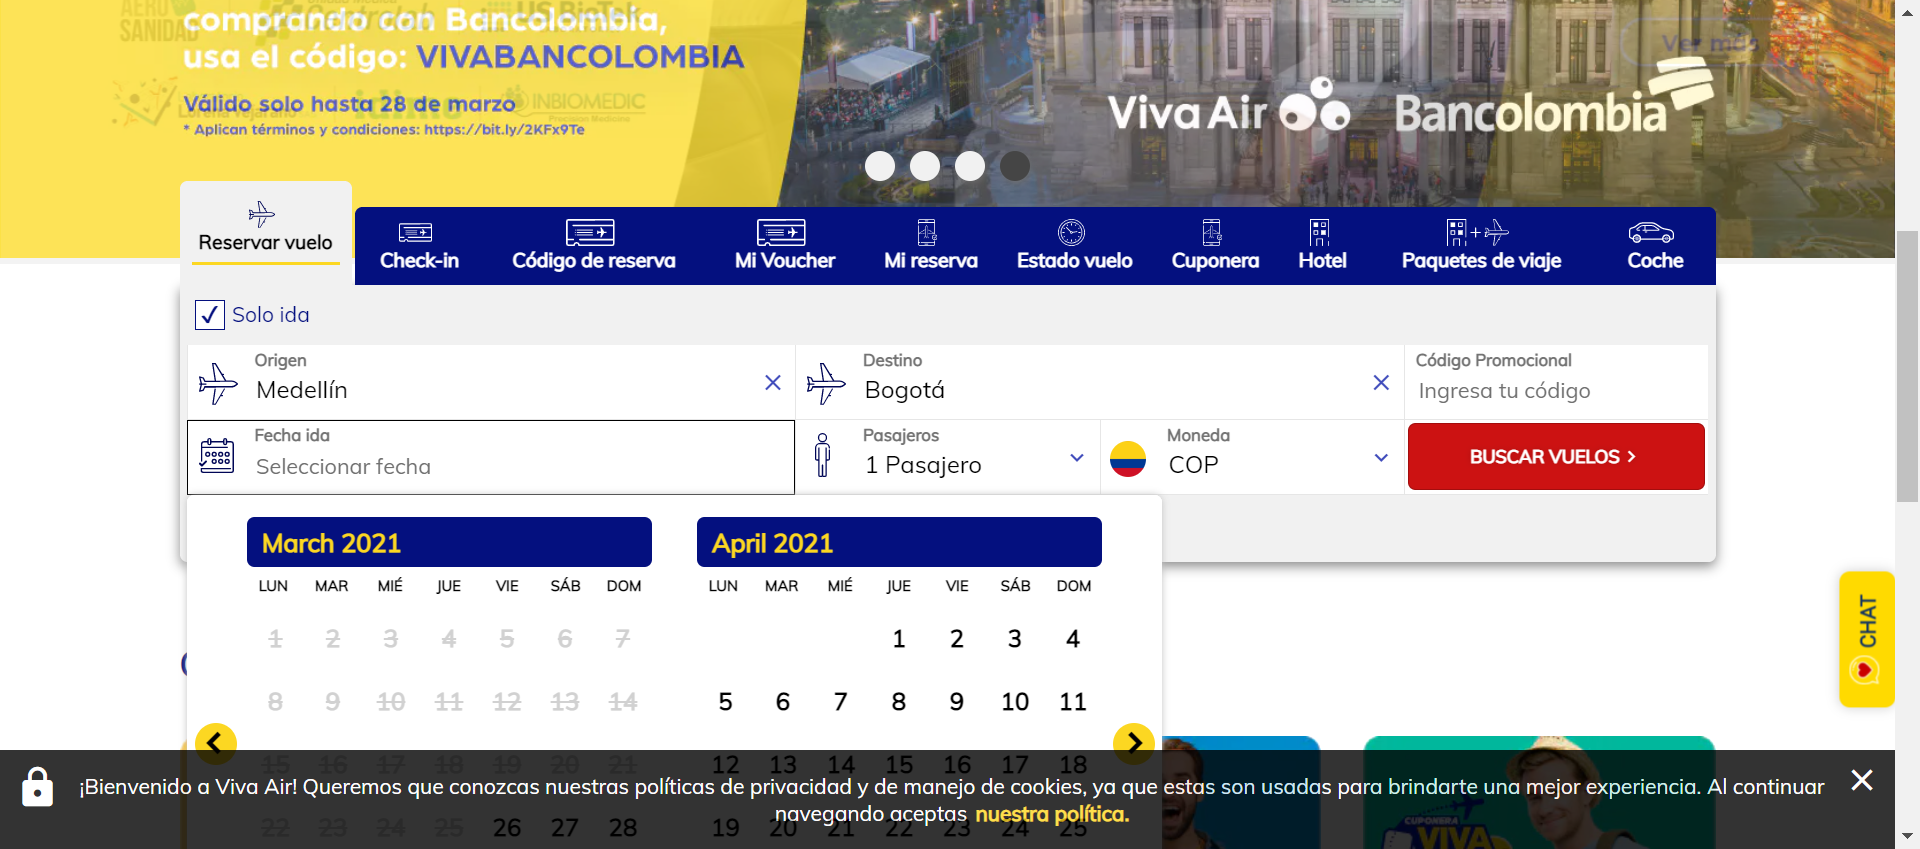 AERO
SANIDAD
comprando con Bancolombia,
usa el código: VIVABANCOLOMBIA
Válido solo hasta 28 de marzo
* Aplican términos y condiciones: https://bit.ly/2KFx9Te
INBIOMEDIC
Precision Medicine
Ver más
Viva Air
Bancolombia
Reservar vuelo
Check-in
Código de reserva
Mi Voucher
Mi reserva
Estado vuelo
Cuponera
Hotel
Paquetes de viaje
Coche
Solo ida
Origen
Medellín
Destino
Bogotá
Código Promocional
Ingresa tu código
Fecha ida
Seleccionar fecha
Pasajeros
1 Pasajero
Moneda
COP
BUSCAR VUELOS >
March 2021
LUN MAR MIÉ JUE VIE SÁB DOM
1 2 3 4 5 6 7
8 9 10 11 12 13 14
15 16 17 18 19 20 21
22 23 24 25 26 27 28
April 2021
LUN MAR MIÉ JUE VIE SÁB DOM
1 2 3 4
5 6 7 8 9 10 11
12 13 14 15 16 17 18
19 20 21 22 23 24 25
CHAT
¡Bienvenido a Viva Air! Queremos que conozcas nuestras políticas de privacidad y de manejo de cookies, ya que estas son usadas para brindarte una mejor experiencia. Al continuar
navegando aceptas nuestra política.
CUPONERA
VIVA